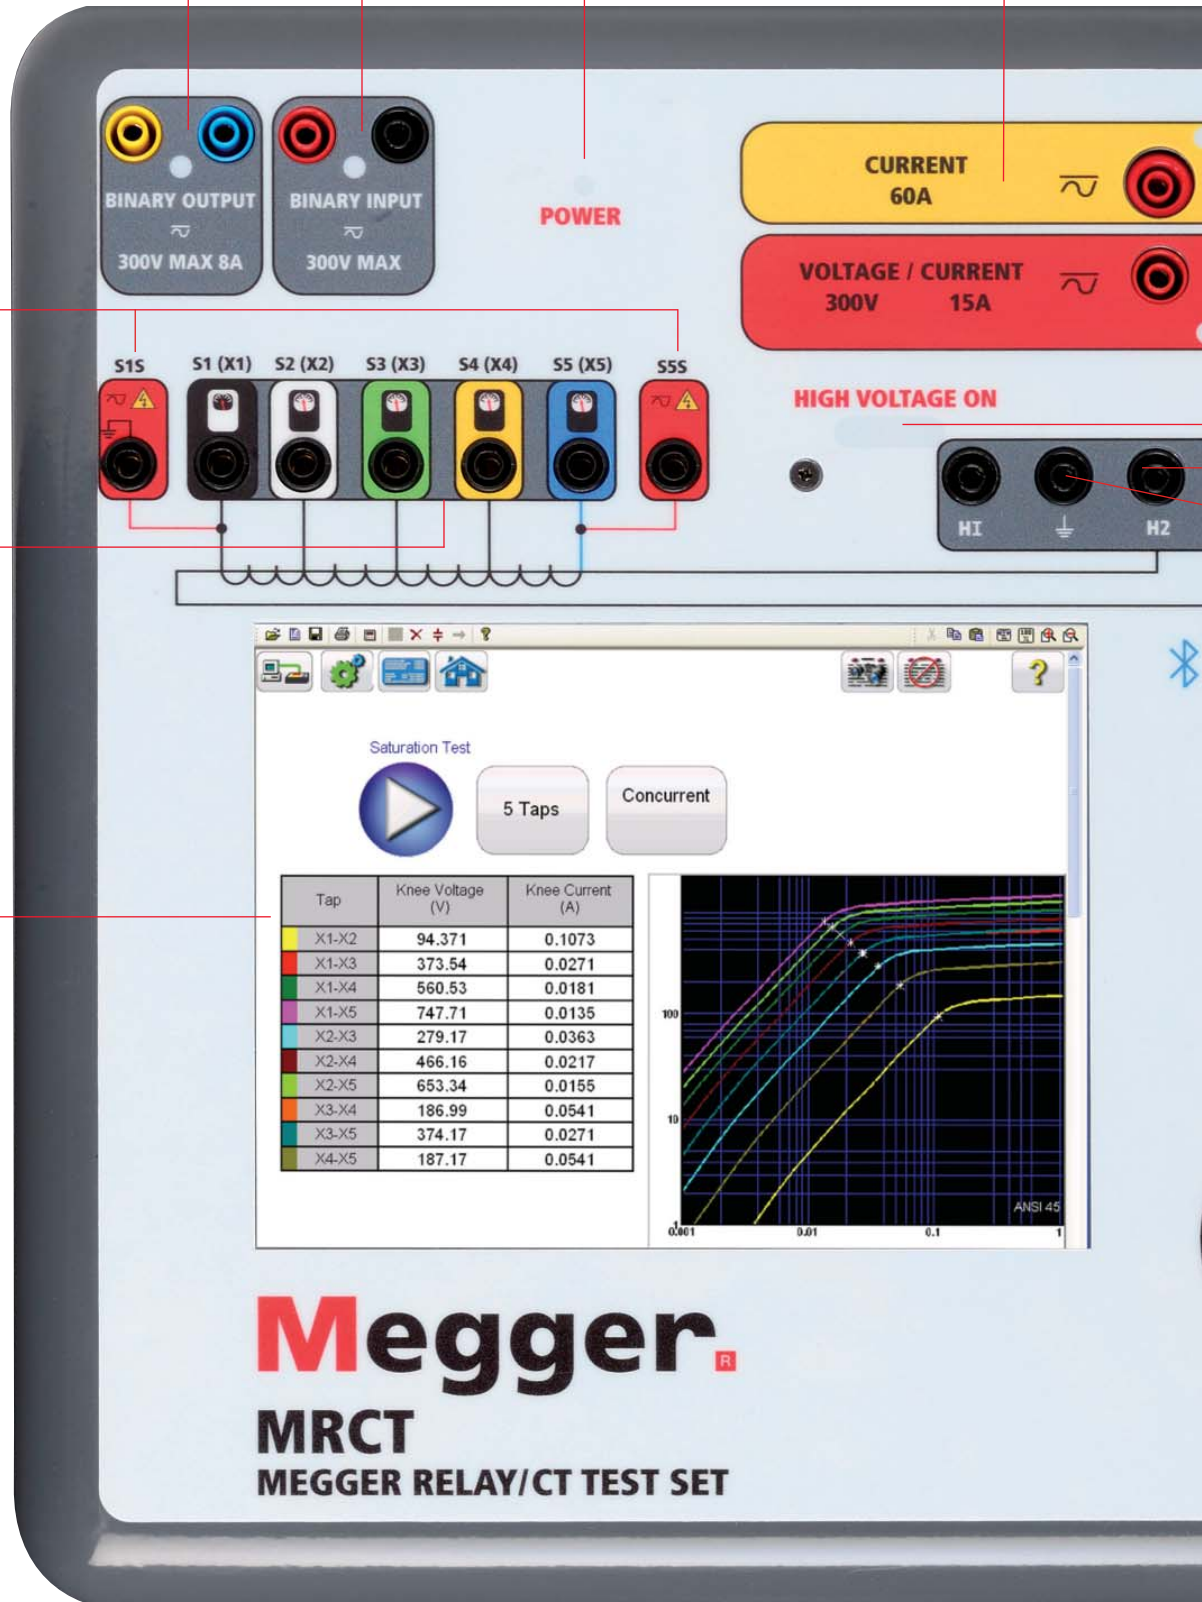 BINARY OUTPUT
300V MAX 8A
BINARY INPUT
300V MAX
POWER
CURRENT
60A
VOLTAGE / CURRENT
300V 15A
S1S S1 (X1) S2 (X2) S3 (X3) S4 (X4) S5 (X5) S5S
HIGH VOLTAGE ON
HI H2
Saturation Test
5 Taps
Concurrent
Tap Knee Voltage (V) Knee Current (A)
X1-X2 94.371 0.1073
X1-X3 373.54 0.0271
X1-X4 560.53 0.0181
X1-X5 747.71 0.0135
X2-X3 279.17 0.0363
X2-X4 466.16 0.0217
X2-X5 653.34 0.0155
X3-X4 186.99 0.0541
X3-X5 374.17 0.0271
X4-X5 187.17 0.0541
100
10
1
0.001 0.01 0.1 1
ANSI 45
Megger.
R
MRCT
MEGGER RELAY/CT TEST SET